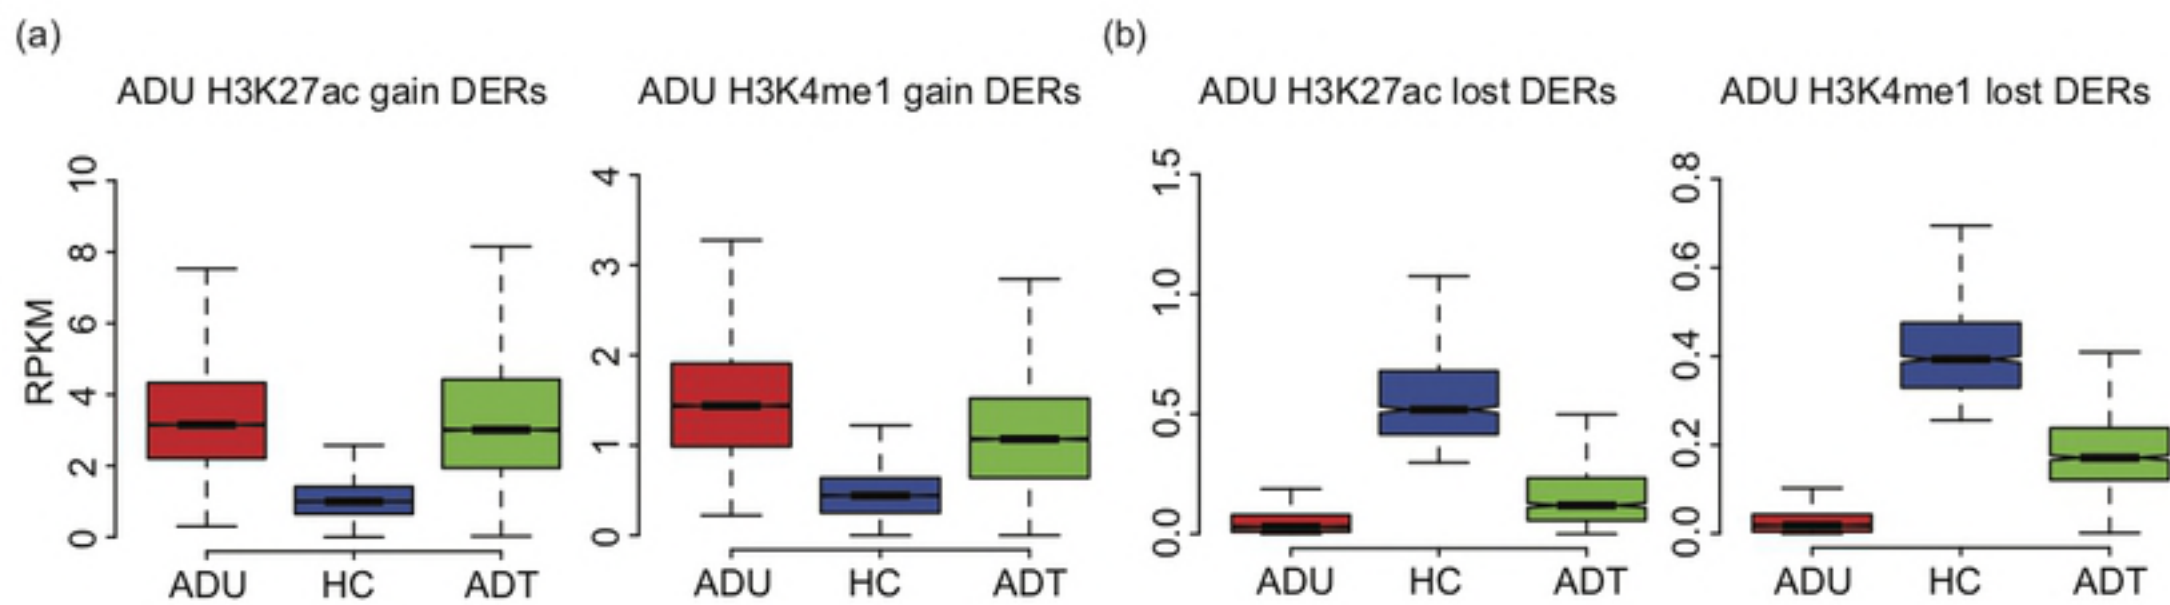 (a)
ADU H3K27ac gain DERs
RPKM
0 2 4 6 8 10
ADU HC ADT
ADU H3K4me1 gain DERs
0 1 2 3 4
ADU HC ADT
(b)
ADU H3K27ac lost DERs
0.0 0.5 1.0 1.5
ADU HC ADT
ADU H3K4me1 lost DERs
0.0 0.2 0.4 0.6 0.8
ADU HC ADT